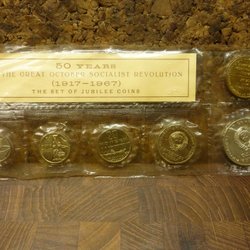 50 YEARS
THE GREAT OCTOBER SOCIALIST REVOLUTION
(1917-1967)
THE SET OF JUBILEE COINS